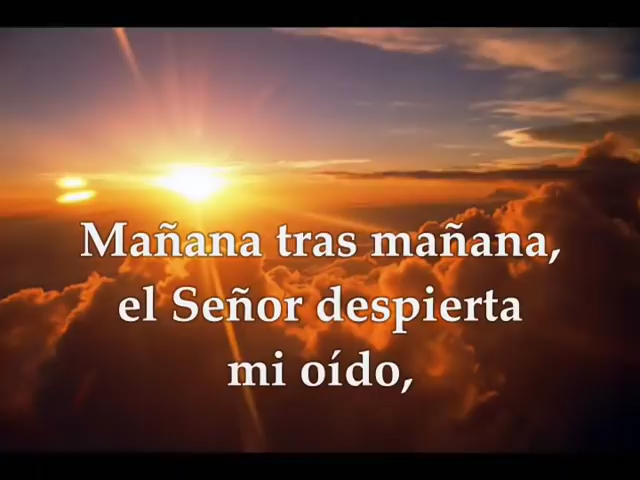 Mañana tras mañana,
el Señor despierta
mi oído,